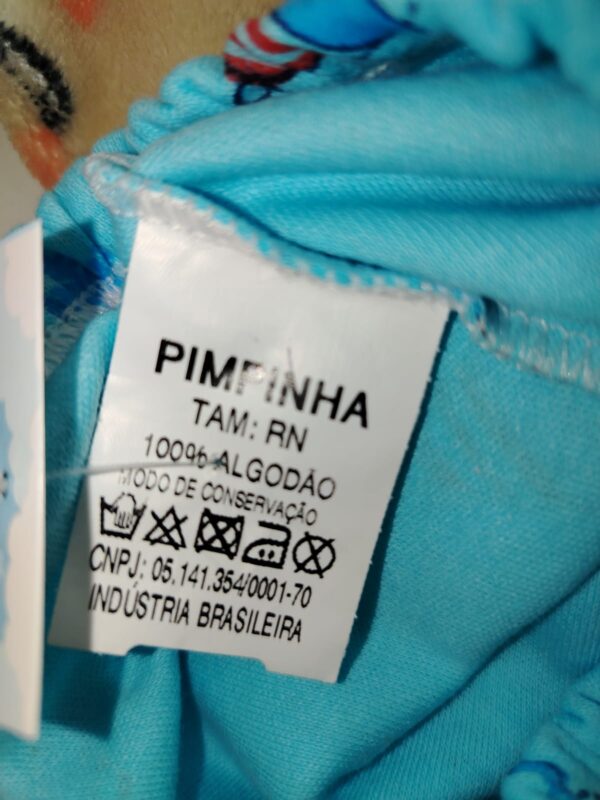 PIMPINHA
TAM: RN
100% ALGODÃO
MODO DE CONSERVAÇÃO
CNPJ: 05.141.354/0001-70
INDÚSTRIA BRASILEIRA